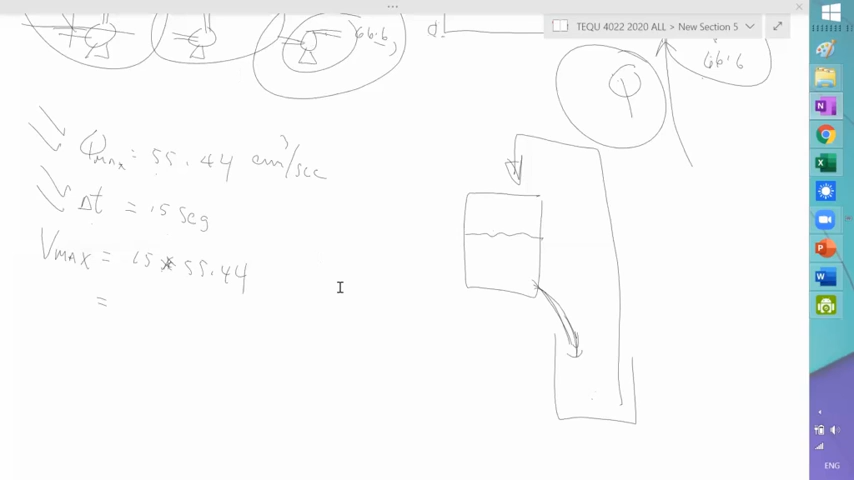 TEQU 4022 2020 ALL > New Section 5
66.6
d
66.6
Qmax = 55.44 cm³/sec
Δt = 15 seg
VMAX = 15 * 55.44
=
ENG